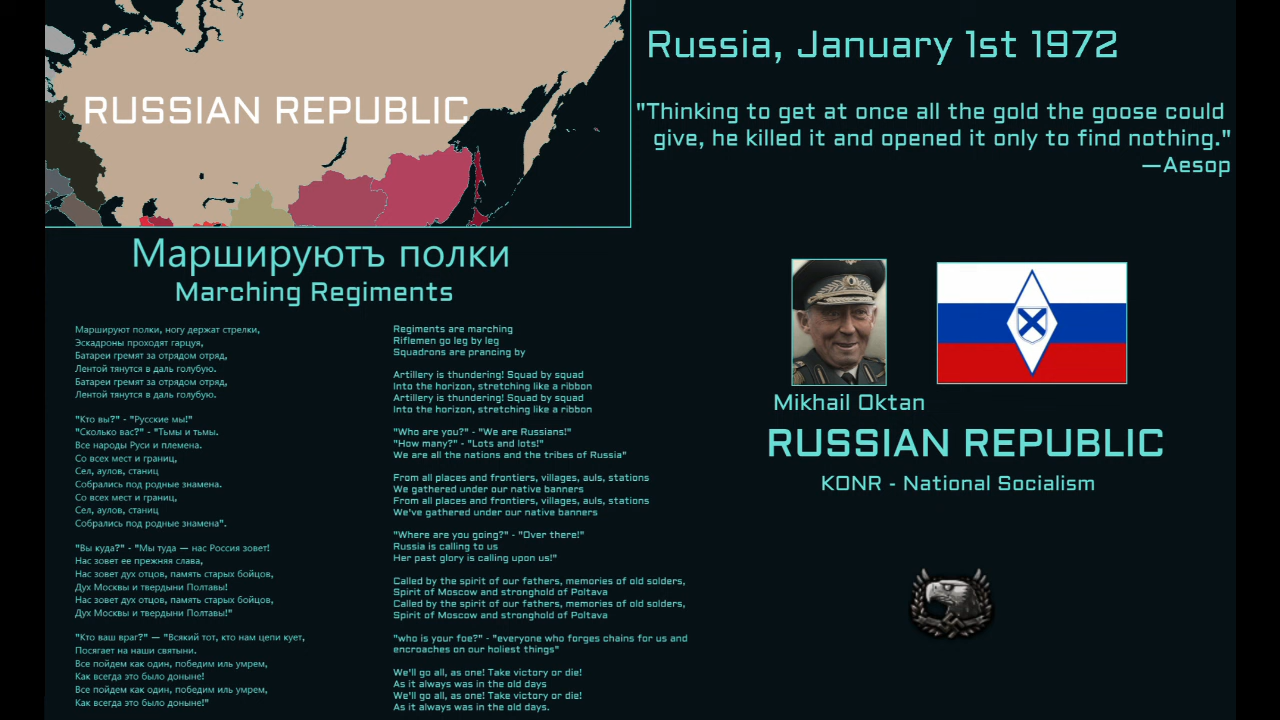 RUSSIAN REPUBLIC
Russia, January 1st 1972
"Thinking to get at once all the gold the goose could
give, he killed it and opened it only to find nothing."
—Aesop
Маршируютъ полки
Marching Regiments
Маршируют полки, ногу держат стрелки,
Эскадроны проходят гарцуя,
Батареи гремят за отрядом отряд,
Лентой тянутся в даль голубую.
Батареи гремят за отрядом отряд,
Лентой тянутся в даль голубую.
"Кто вы?" - "Русские мы!"
"Сколько вас?" - "Тьмы и тьмы.
Все народы Руси и племена.
Со всех мест и границ,
Сел, аулов, станиц
Собрались под родные знамена.
Со всех мест и границ,
Сел, аулов, станиц
Собрались под родные знамена".
"Вы куда?" - "Мы туда — нас Россия зовет!
Нас зовет ее прежняя слава,
Нас зовет дух отцов, память старых бойцов,
Дух Москвы и твердыни Полтавы!
Нас зовет дух отцов, память старых бойцов,
Дух Москвы и твердыни Полтавы!"
"Кто ваш враг?" — "Всякий тот, кто нам цепи кует,
Посягает на наши святыни.
Все пойдем как один, победим иль умрем,
Как всегда это было доныне!
Все пойдем как один, победим иль умрем,
Как всегда это было доныне!"
Regiments are marching
Riflemen go leg by leg
Squadrons are prancing by
Artillery is thundering! Squad by squad
Into the horizon, stretching like a ribbon
Artillery is thundering! Squad by squad
Into the horizon, stretching like a ribbon
"Who are you?" - "We are Russians!"
"How many?" - "Lots and lots!"
We are all the nations and the tribes of Russia"
From all places and frontiers, villages, auls, stations
We gathered under our native banners
From all places and frontiers, villages, auls, stations
We've gathered under our native banners
"Where are you going?" - "Over there!"
Russia is calling to us
Her past glory is calling upon us!"
Called by the spirit of our fathers, memories of old solders,
Spirit of Moscow and stronghold of Poltava
Called by the spirit of our fathers, memories of old solders,
Spirit of Moscow and stronghold of Poltava
"who is your foe?" - "everyone who forges chains for us and
encroaches on our holiest things"
We'll go all, as one! Take victory or die!
As it always was in the old days
We'll go all, as one! Take victory or die!
As it always was in the old days.
Mikhail Oktan
RUSSIAN REPUBLIC
KONR - National Socialism